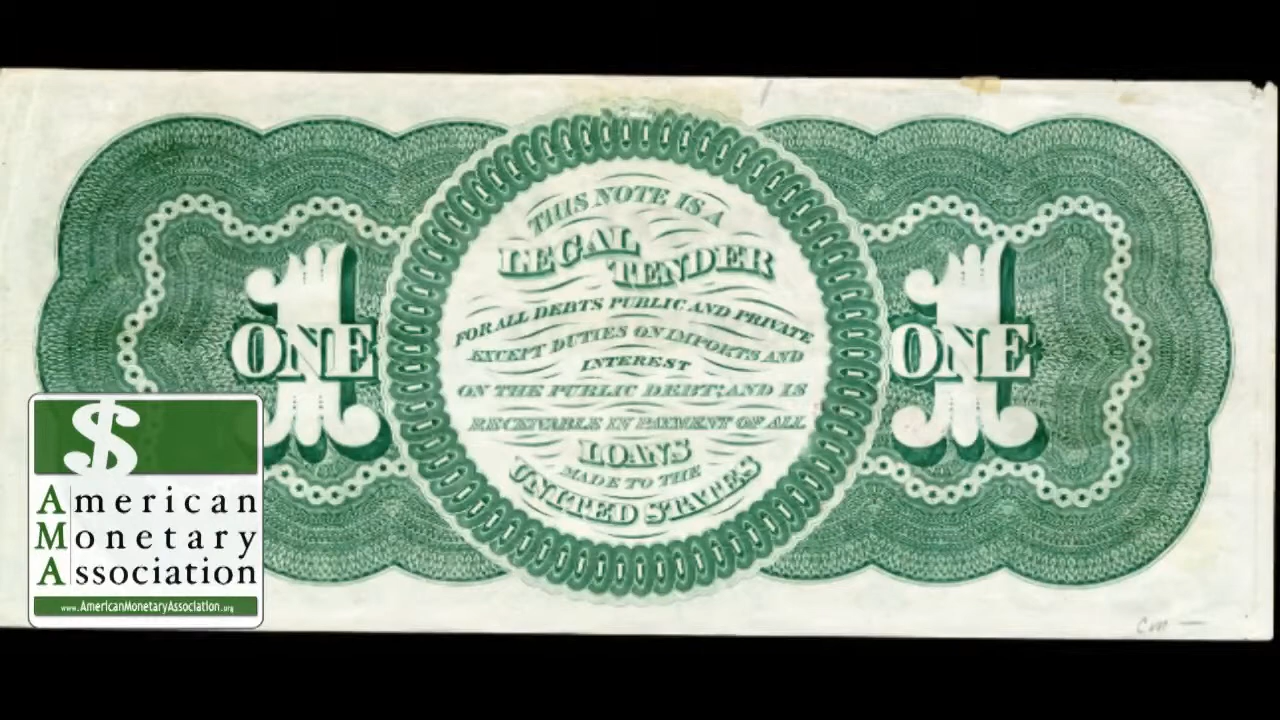 THIS NOTE IS A
LEGAL
TENDER
FOR ALL DEBTS PUBLIC AND PRIVATE
EXCEPT DUTIES ON IMPORTS AND
INTEREST
ON THE PUBLIC DEBT; AND IS
RECEIVABLE IN PAYMENT OF ALL
LOANS
MADE TO THE
UNITED STATES
1
ONE
1
ONE
$
American
Monetary
Association
www.AmericanMonetaryAssociation.org